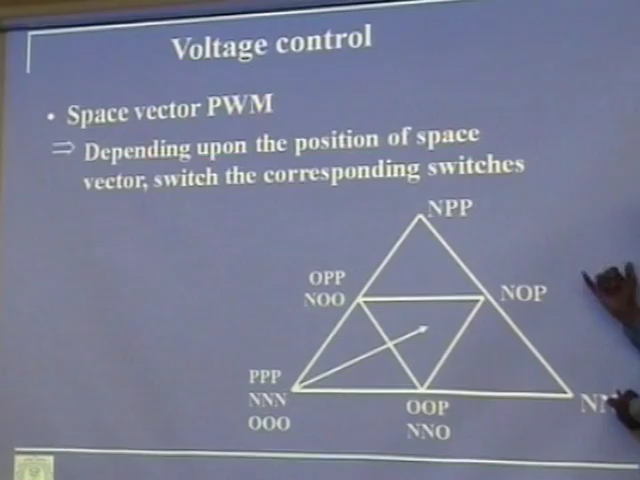 Voltage control
• Space vector PWM
⇒ Depending upon the position of space
vector, switch the corresponding switches
NPP
OPP
NOO
NOP
PPP
NNN
OOO
OOP
NNO